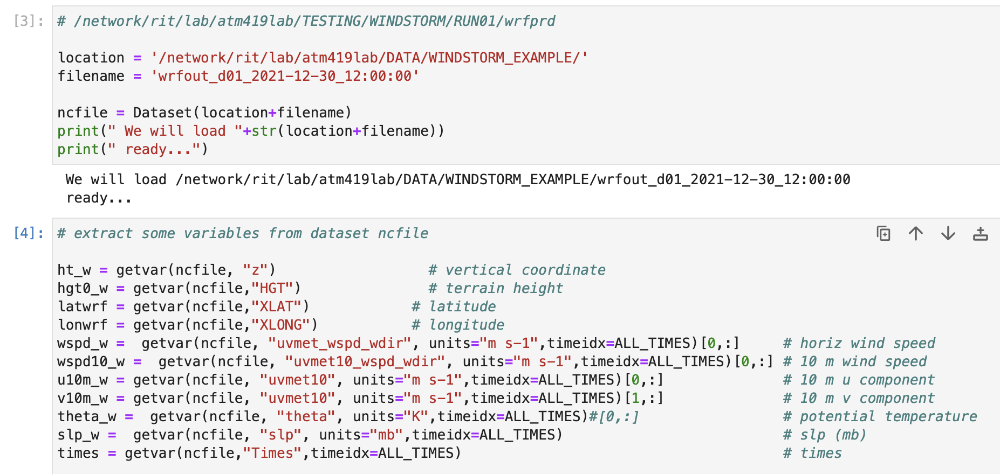 [3]: # /network/rit/lab/atm419lab/TESTING/WINDSTORM/RUN01/wrfprd
location = '/network/rit/lab/atm419lab/DATA/WINDSTORM_EXAMPLE/'
filename = 'wrfout_d01_2021-12-30_12:00:00'
ncfile = Dataset(location+filename)
print(" We will load "+str(location+filename))
print(" ready...")
We will load /network/rit/lab/atm419lab/DATA/WINDSTORM_EXAMPLE/wrfout_d01_2021-12-30_12:00:00
ready...
[4]: # extract some variables from dataset ncfile
ht_w = getvar(ncfile, "z") # vertical coordinate
hgt0_w = getvar(ncfile,"HGT") # terrain height
latwrf = getvar(ncfile,"XLAT") # latitude
lonwrf = getvar(ncfile,"XLONG") # longitude
wspd_w =  getvar(ncfile, "uvmet_wspd_wdir", units="m s-1",timeidx=ALL_TIMES)[0,:] # horiz wind speed
wspd10_w =  getvar(ncfile, "uvmet10_wspd_wdir", units="m s-1",timeidx=ALL_TIMES)[0,:] # 10 m wind speed
u10m_w = getvar(ncfile, "uvmet10", units="m s-1",timeidx=ALL_TIMES)[0,:] # 10 m u component
v10m_w = getvar(ncfile, "uvmet10", units="m s-1",timeidx=ALL_TIMES)[1,:] # 10 m v component
theta_w =  getvar(ncfile, "theta", units="K",timeidx=ALL_TIMES)#[0,:] # potential temperature
slp_w =  getvar(ncfile, "slp", units="mb",timeidx=ALL_TIMES) # slp (mb)
times = getvar(ncfile,"Times",timeidx=ALL_TIMES) # times